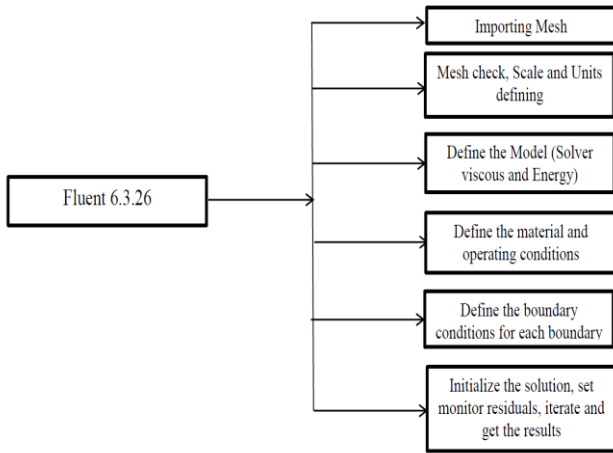 Importing Mesh
Mesh check, Scale and Units
defining
Define the Model (Solver
viscous and Energy)
Fluent 6.3.26
Define the material and
operating conditions
Define the boundary
conditions for each boundary
Initialize the solution, set
monitor residuals, iterate and
get the results